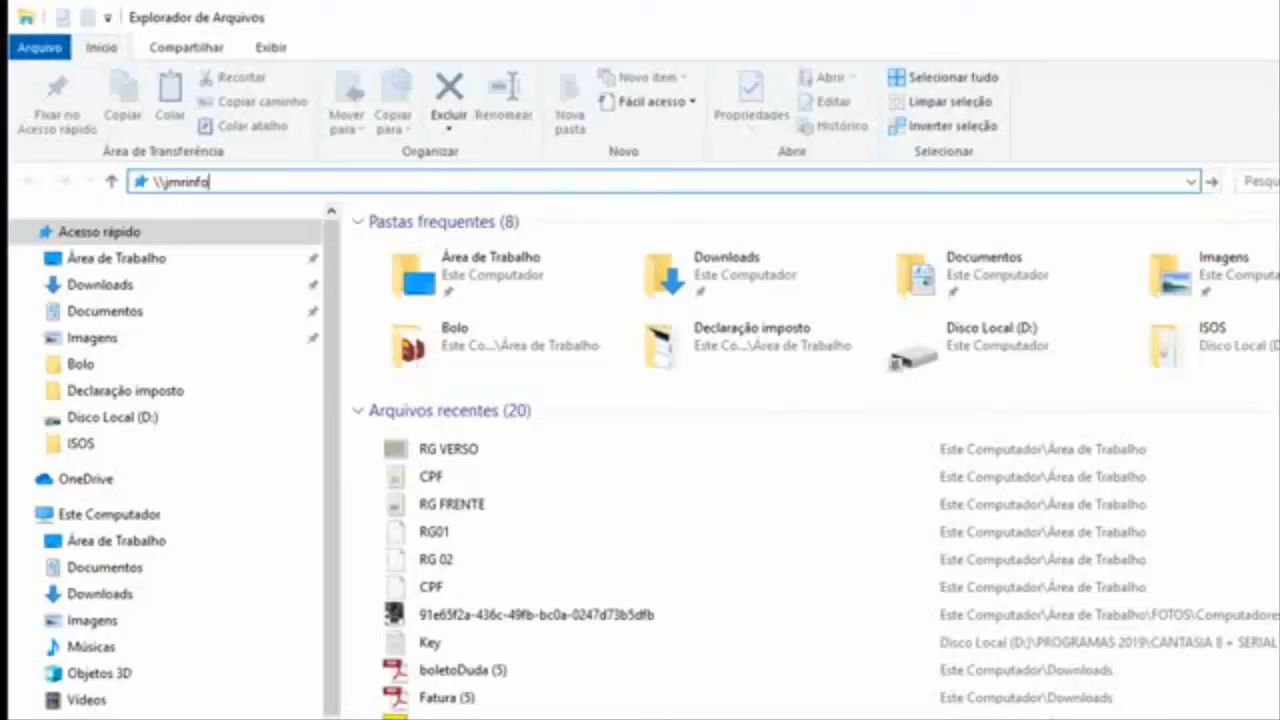 Explorador de Arquivos
Arquivo Início Compartilhar Exibir
Fixar no Acesso rápido
Copiar
Colar
Recortar
Copiar caminho
Colar atalho
Área de Transferência
Mover para
Copiar para
Excluir
Renomear
Organizar
Nova pasta
Novo item
Fácil acesso
Novo
Propriedades
Abrir
Editar
Histórico
Abrir
Selecionar tudo
Limpar seleção
Inverter seleção
Selecionar
\\jmrinfo
Pesqu
Acesso rápido
Área de Trabalho
Downloads
Documentos
Imagens
Bolo
Declaração imposto
Disco Local (D:)
ISOS
OneDrive
Este Computador
Área de Trabalho
Documentos
Downloads
Imagens
Músicas
Objetos 3D
Vídeos
Pastas frequentes (8)
Área de Trabalho
Este Computador
Downloads
Este Computador
Documentos
Este Computador
Imagens
Este Computa
Bolo
Este Co...\Área de Trabalho
Declaração imposto
Este Co...\Área de Trabalho
Disco Local (D:)
Este Computador
ISOS
Disco Local (D
Arquivos recentes (20)
RG VERSO Este Computador\Área de Trabalho
CPF Este Computador\Área de Trabalho
RG FRENTE Este Computador\Área de Trabalho
RG01 Este Computador\Área de Trabalho
RG 02 Este Computador\Área de Trabalho
CPF Este Computador\Área de Trabalho
91e65f2a-436c-49fb-bc0a-0247d73b5dfb Este Computador\Área de Trabalho\FOTOS\Computadores
Key Disco Local (D:)\PROGRAMAS 2019\CANTASIA 8 + SERIAL
boletoDuda (5) Este Computador\Downloads
Fatura (5) Este Computador\Downloads